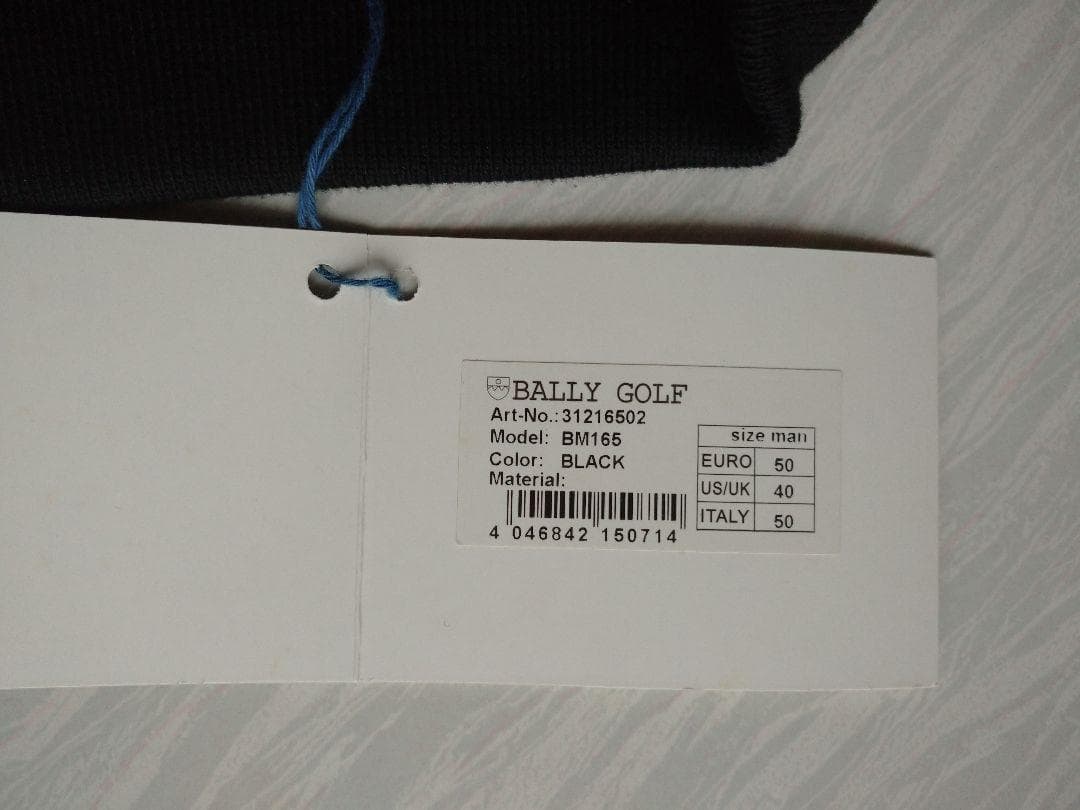 BALLY GOLF
Art-No.: 31216502
Model: BM165
Color: BLACK
Material:
4 046842 150714
size man
EURO 50
US/UK 40
ITALY 50